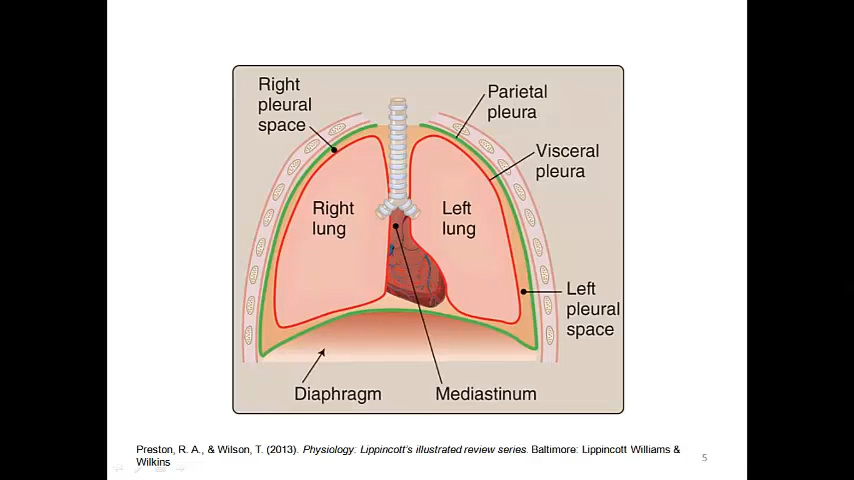 Right
pleural
space
Parietal
pleura
Visceral
pleura
Right
lung
Left
lung
Left
pleural
space
Diaphragm
Mediastinum
Preston, R. A., & Wilson, T. (2013). Physiology: Lippincott's illustrated review series. Baltimore: Lippincott Williams &
Wilkins
5